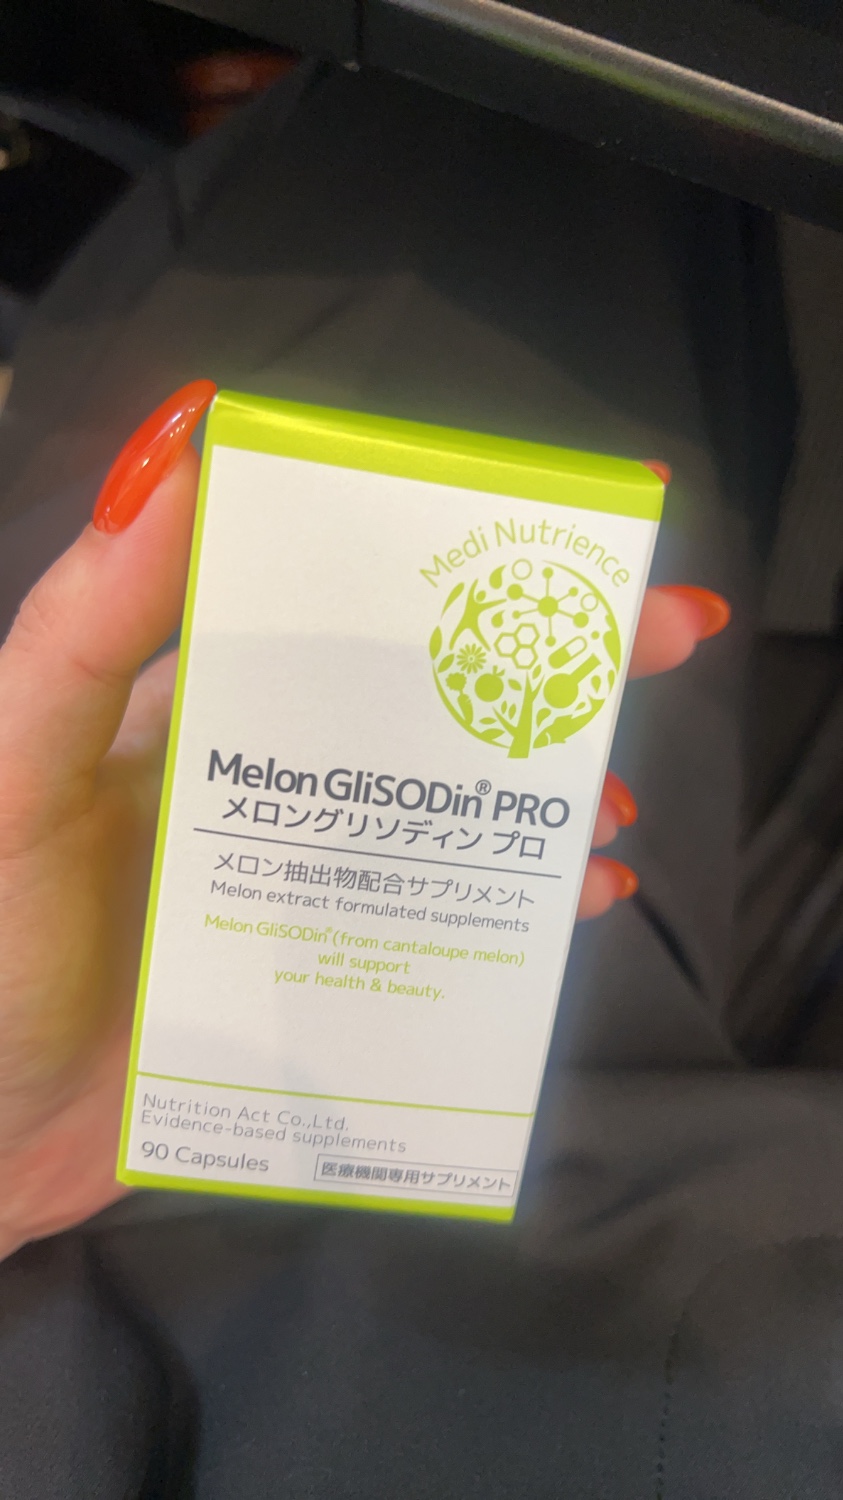 Medi Nutrience
Melon GliSODin® PRO
メロングリソディン プロ
メロン抽出物配合サプリメント
Melon extract formulated supplements
Melon GliSODin® (from cantaloupe melon)
will support
your health & beauty.
Nutrition Act Co.,Ltd.
Evidence-based supplements
90 Capsules
医療機関専用サプリメント